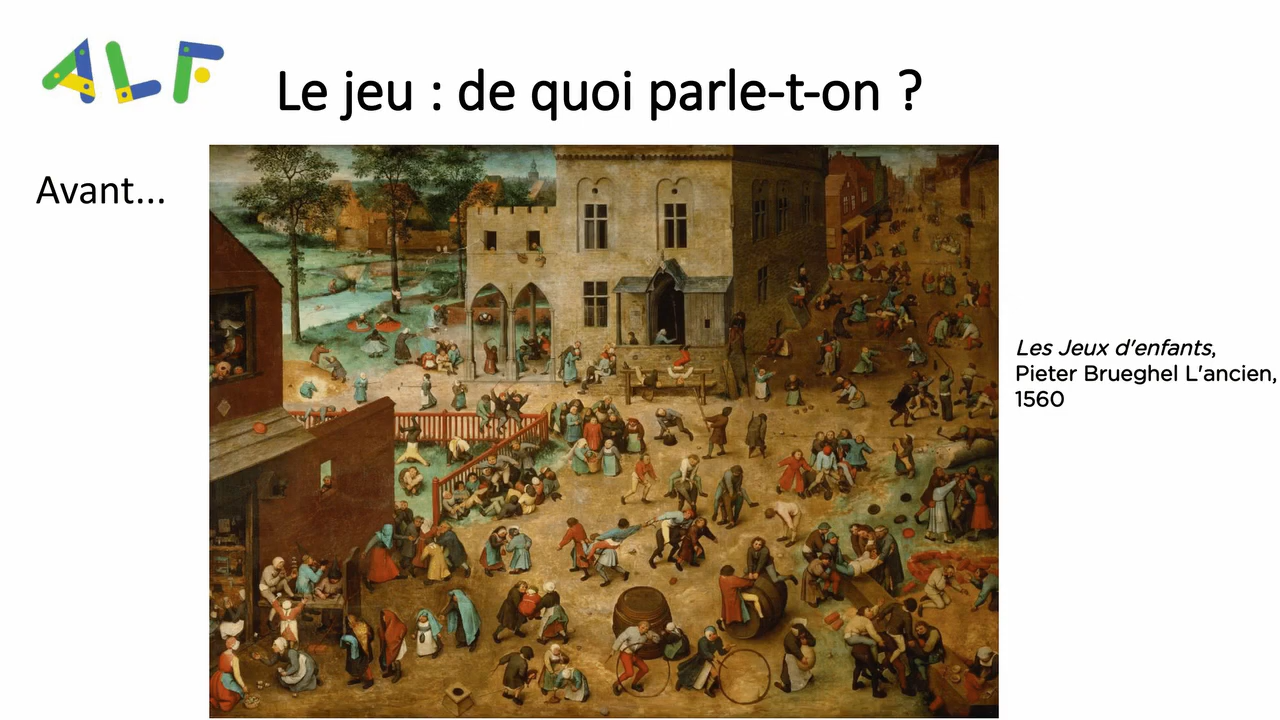 ALF
Le jeu : de quoi parle-t-on ?
Avant...
Les Jeux d'enfants,
Pieter Brueghel L'ancien,
1560